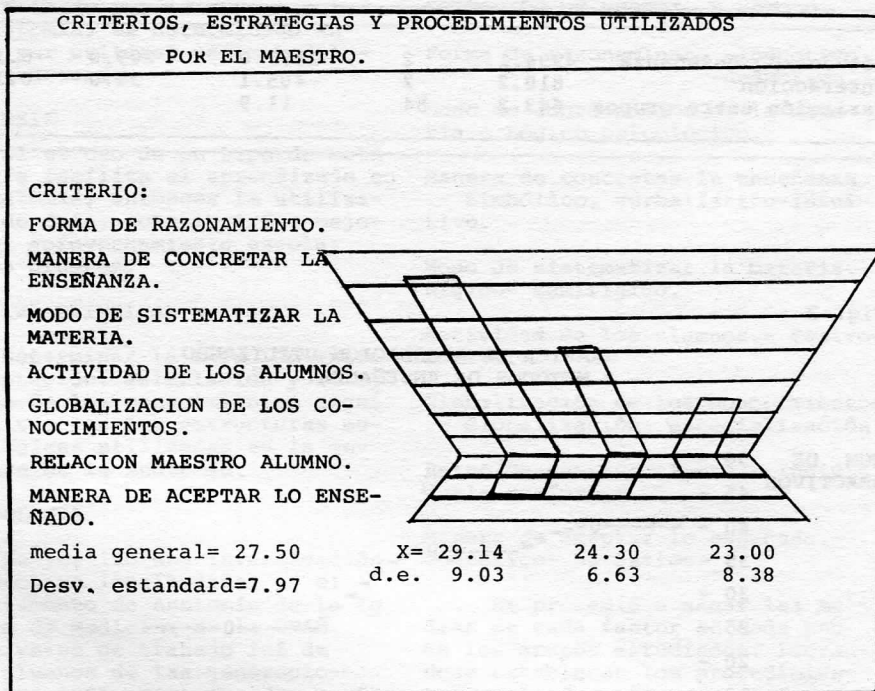 CRITERIOS, ESTRATEGIAS Y PROCEDIMIENTOS UTILIZADOS
POR EL MAESTRO.
CRITERIO:
FORMA DE RAZONAMIENTO.
MANERA DE CONCRETAR LA
ENSEÑANZA.
MODO DE SISTEMATIZAR LA
MATERIA.
ACTIVIDAD DE LOS ALUMNOS.
GLOBALIZACION DE LOS CO-
NOCIMIENTOS.
RELACION MAESTRO ALUMNO.
MANERA DE ACEPTAR LO ENSE-
ÑADO.
media general= 27.50 X= 29.14 24.30 23.00
Desv. estandard=7.97 d.e. 9.03 6.63 8.38